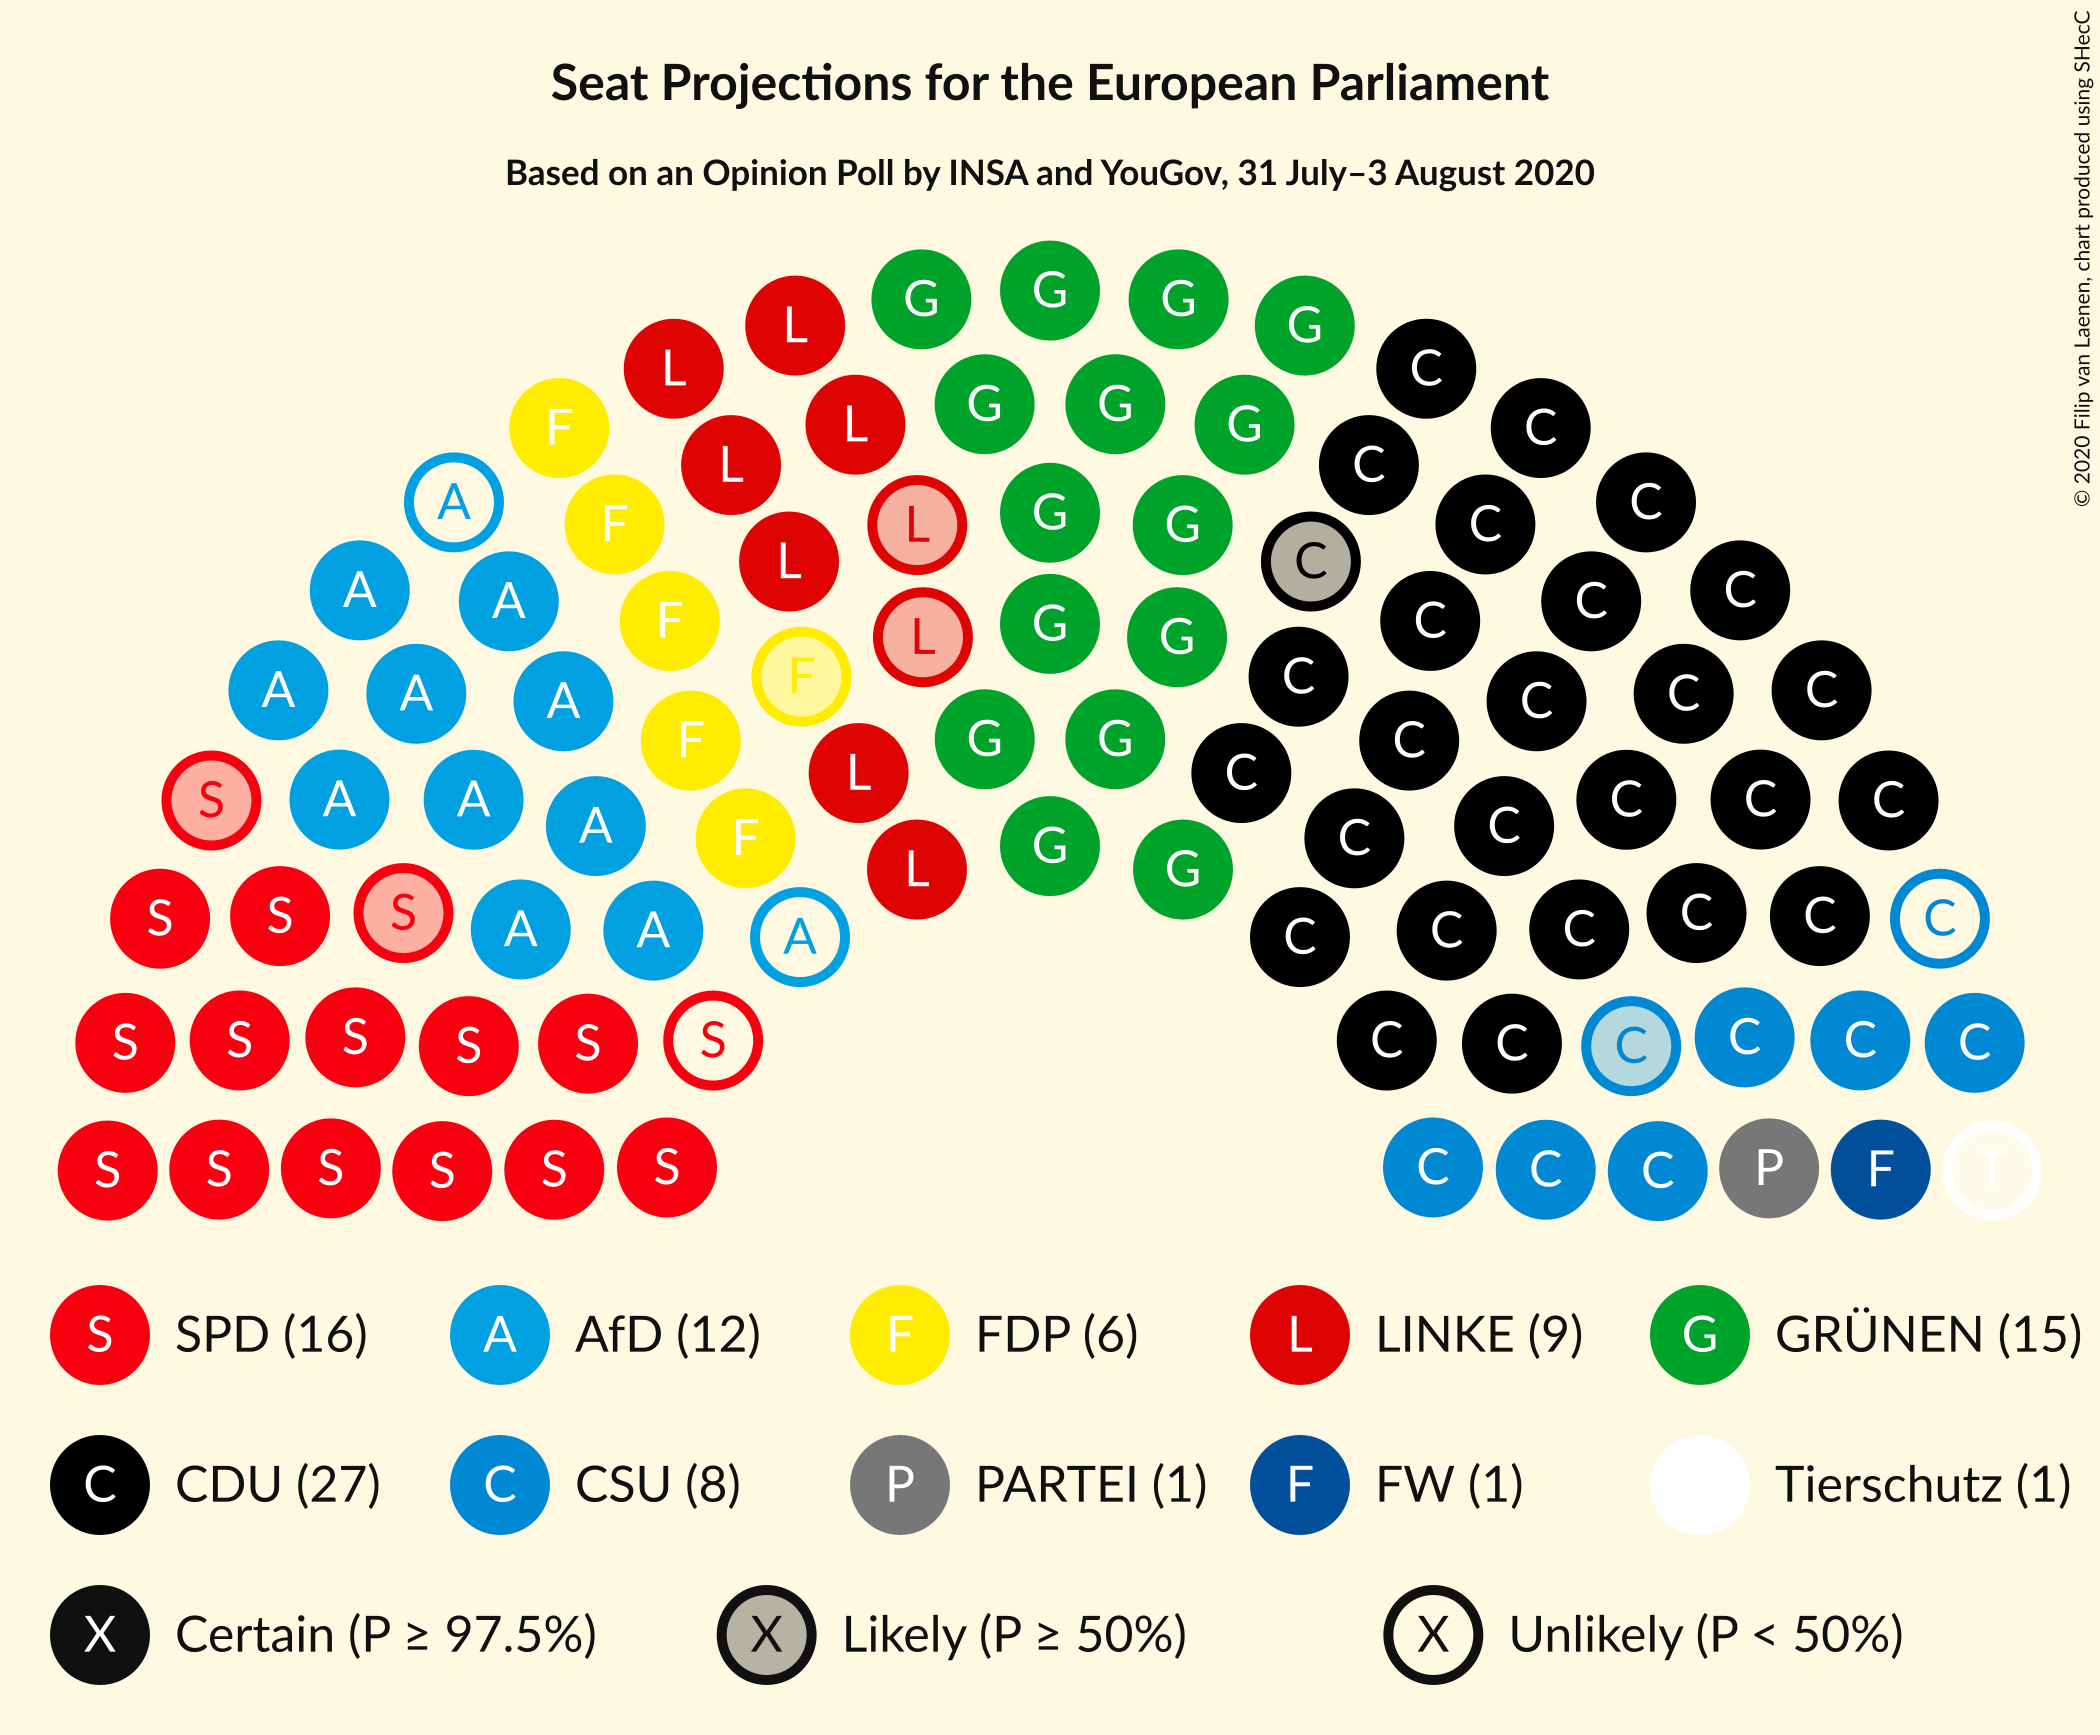 Seat Projections for the European Parliament
Based on an Opinion Poll by INSA and YouGov, 31 July–3 August 2020
© 2020 Filip van Laenen, chart produced using SHecC
G
L G G G
L C
G G
F L G C
L C
A F L G G C C
L C
A A F L G G C C C
A A A F F C C C C C
L G G C
S A A A F C C C C C
L G G
S S S A A A C C C C C C
S S S S S S C C C C C C
S S S S S S C C C P F T
S SPD (16) A AfD (12) F FDP (6) L LINKE (9) G GRÜNEN (15)
C CDU (27) C CSU (8) P PARTEI (1) F FW (1) Tierschutz (1)
X Certain (P ≥ 97.5%) X Likely (P ≥ 50%) X Unlikely (P < 50%)